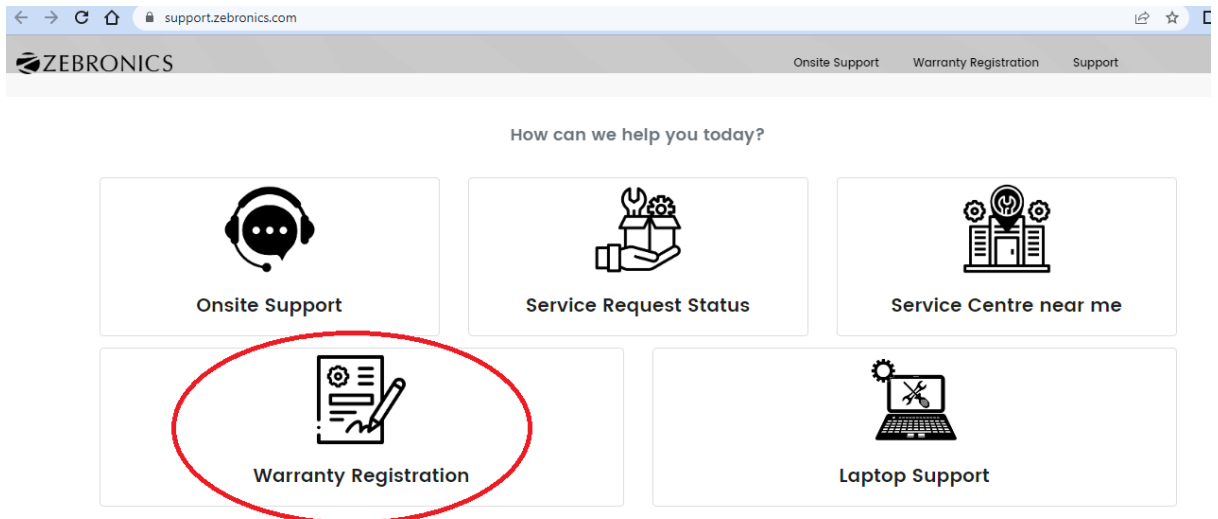 support.zebronics.com
ZEBRONICS
Onsite Support Warranty Registration Support
How can we help you today?
Onsite Support Service Request Status Service Centre near me
Warranty Registration Laptop Support